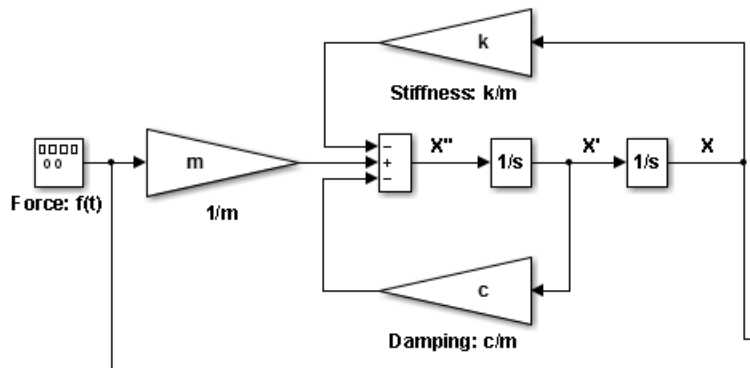 k
Stiffness: k/m
m
−
+
−
X''
1/s
X'
1/s
X
Force: f(t)
1/m
c
Damping: c/m